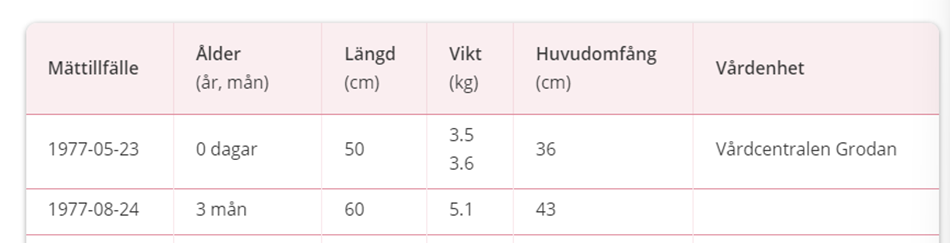 Mättillfälle Ålder (år, mån) Längd (cm) Vikt (kg) Huvudomfång (cm) Vårdenhet
1977-05-23 0 dagar 50 3.5 3.6 36 Vårdcentralen Grodan
1977-08-24 3 mån 60 5.1 43